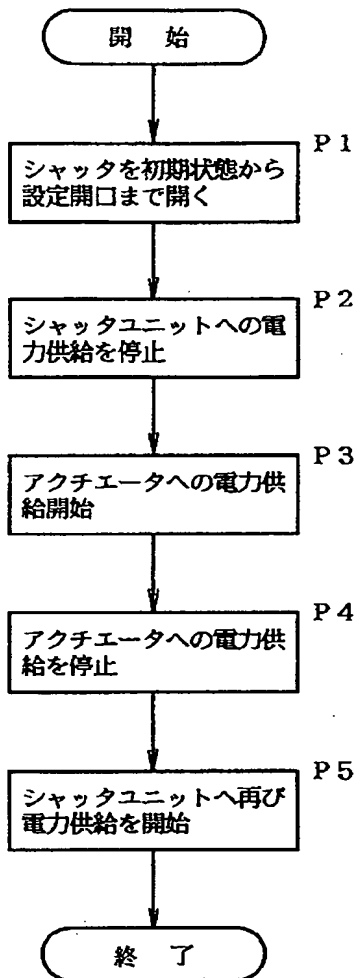 開 始
P1
シャッタを初期状態から
設定開口まで開く
P2
シャッタユニットへの電
力供給を停止
P3
アクチエータへの電力供
給開始
P4
アクチエータへの電力供
給を停止
P5
シャッタユニットへ再び
電力供給を開始
終 了